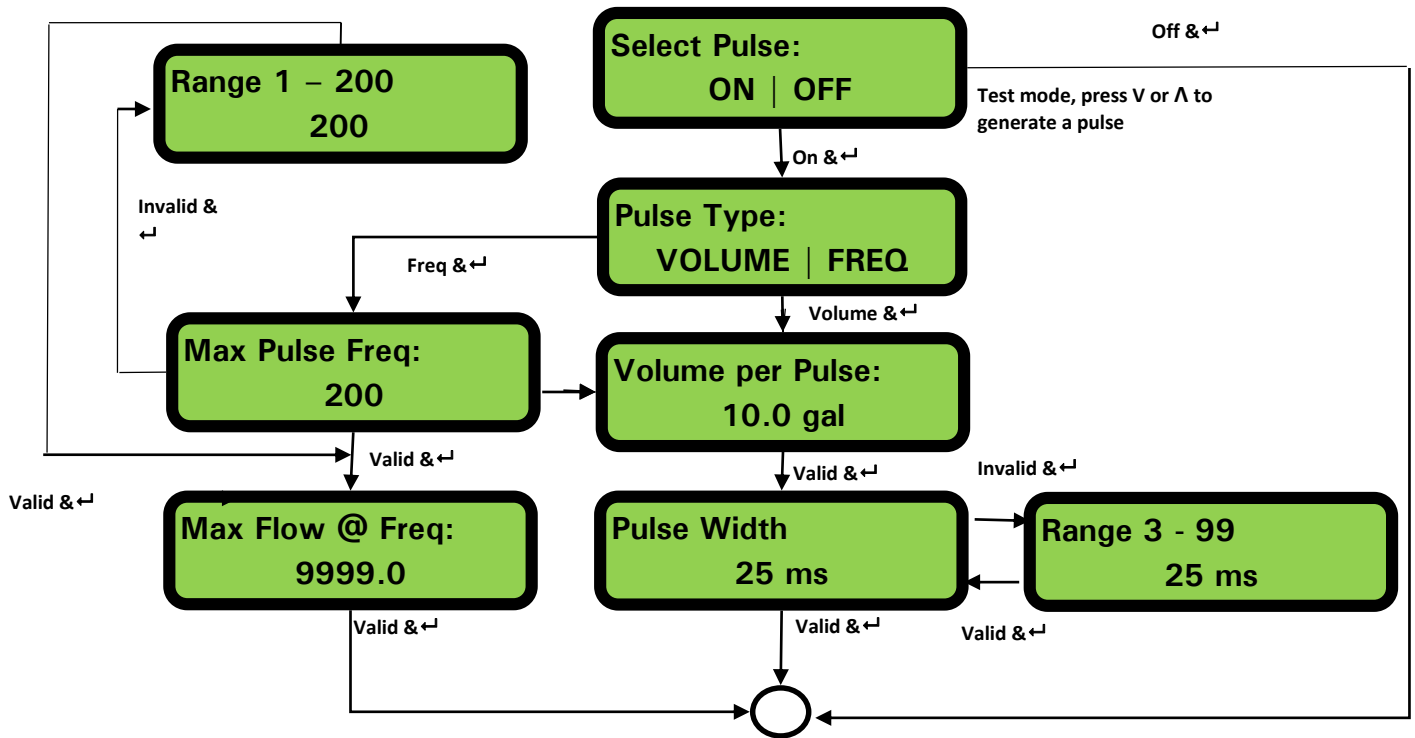 Off & ↵
Select Pulse:
ON | OFF
Range 1 – 200
200
Test mode, press V or Λ to
generate a pulse
On & ↵
Invalid &
↵
Pulse Type:
VOLUME | FREQ
Freq & ↵
Volume & ↵
Max Pulse Freq:
200
Volume per Pulse:
10.0 gal
Valid & ↵
Valid & ↵
Invalid & ↵
Valid & ↵
Max Flow @ Freq:
9999.0
Pulse Width
25 ms
Range 3 - 99
25 ms
Valid & ↵
Valid & ↵
Valid & ↵